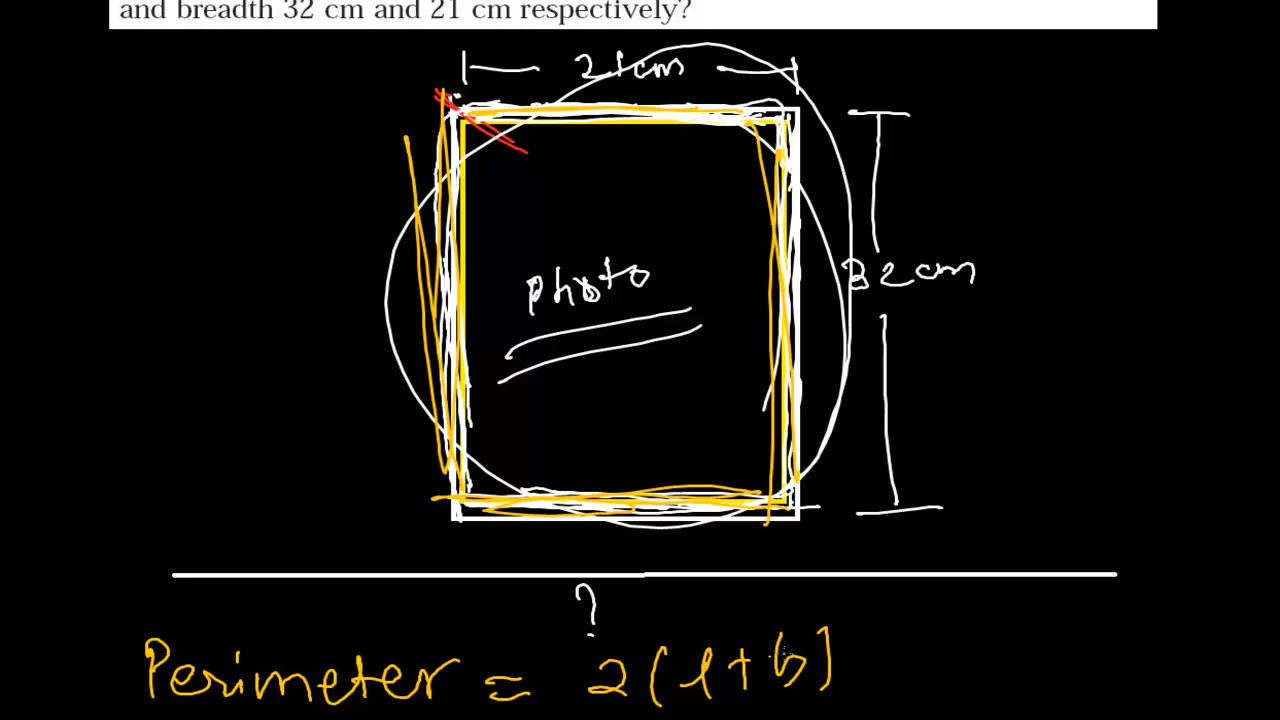 and breadth 32 cm and 21 cm respectively?
21cm
photo
32cm
?
Perimeter = 2(l+b)